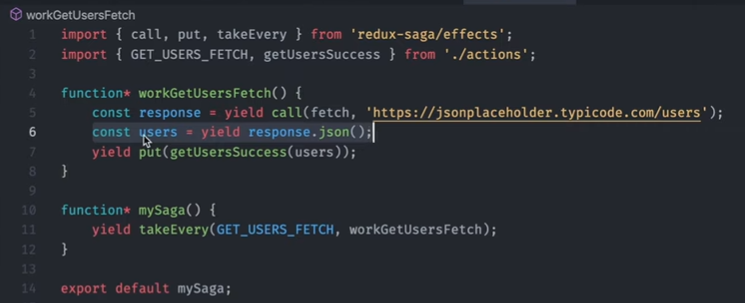 workGetUsersFetch
1 import { call, put, takeEvery } from 'redux-saga/effects';
2 import { GET_USERS_FETCH, getUsersSuccess } from './actions';
3
4 function* workGetUsersFetch() {
5 const response = yield call(fetch, 'https://jsonplaceholder.typicode.com/users');
6 const users = yield response.json();
7 yield put(getUsersSuccess(users));
8 }
9
10 function* mySaga() {
11 yield takeEvery(GET_USERS_FETCH, workGetUsersFetch);
12 }
13
14 export default mySaga;